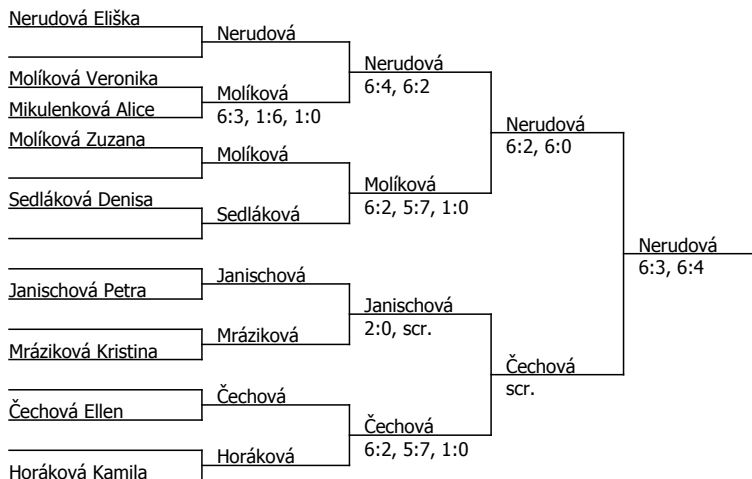 Nerudová Eliška
Nerudová
Nerudová
6:4, 6:2
Molíková Veronika
Molíková
6:3, 1:6, 1:0
Mikulenková Alice
Nerudová
6:2, 6:0
Molíková Zuzana
Molíková
Molíková
6:2, 5:7, 1:0
Sedláková Denisa
Sedláková
Nerudová
6:3, 6:4
Janischová
Janischová Petra
Janischová
2:0, scr.
Mráziková
Mráziková Kristina
Čechová
scr.
Čechová
Čechová Ellen
Čechová
6:2, 5:7, 1:0
Horáková
Horáková Kamila